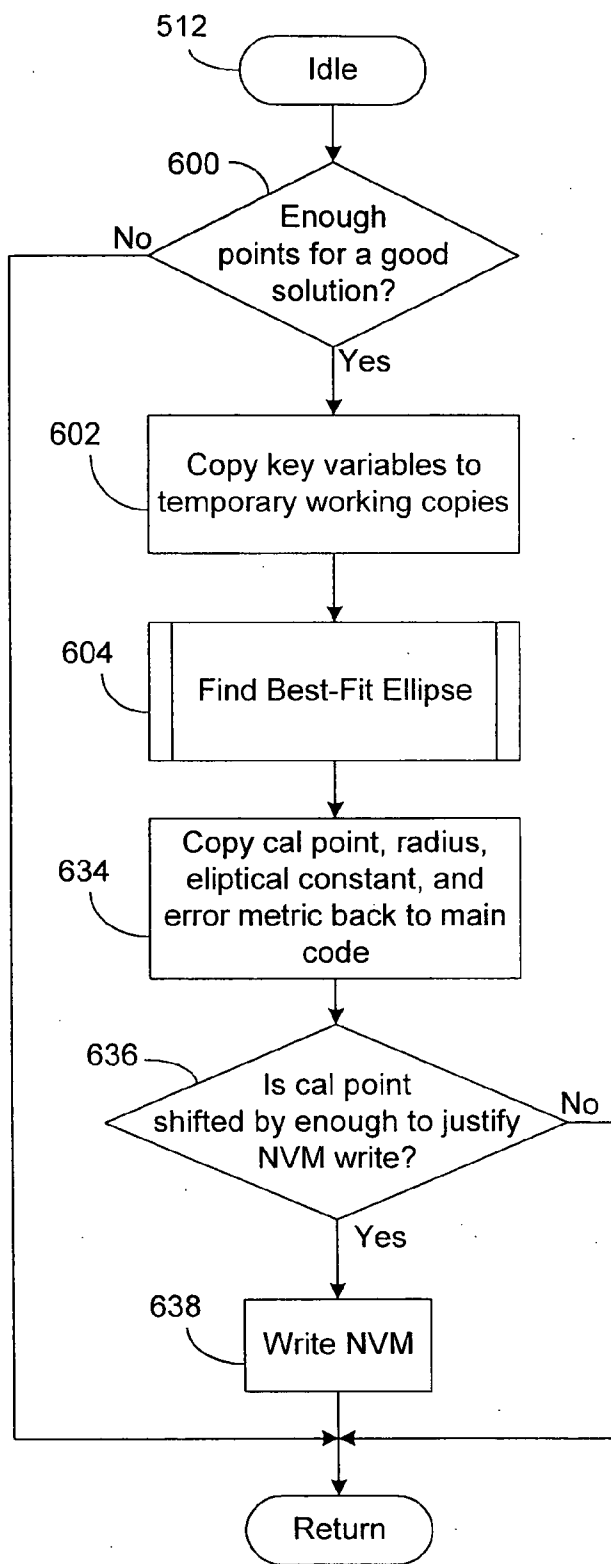 512
Idle
600
Enough
points for a good
solution?
No
Yes
602
Copy key variables to
temporary working copies
604
Find Best-Fit Ellipse
634
Copy cal point, radius,
eliptical constant, and
error metric back to main
code
636
Is cal point
shifted by enough to justify
NVM write?
No
Yes
638
Write NVM
Return